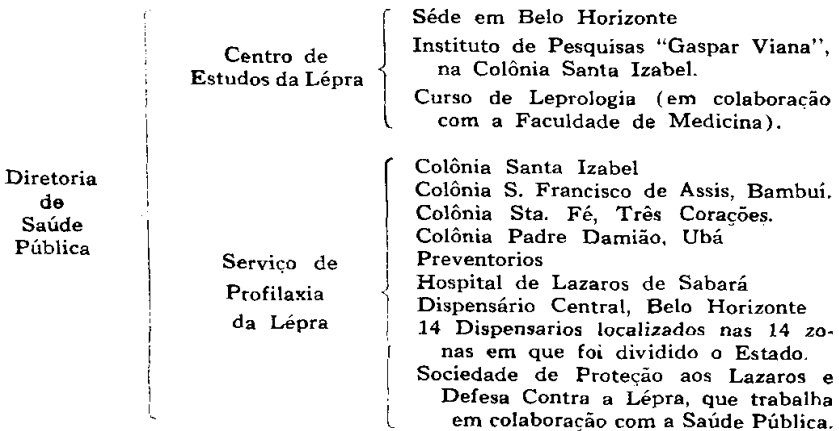 Diretoria
de
Saúde
Pública
Centro de
Estudos da Lépra
Séde em Belo Horizonte
Instituto de Pesquisas “Gaspar Viana”,
na Colônia Santa Izabel.
Curso de Leprologia (em colaboração
com a Faculdade de Medicina).
Serviço de
Profilaxia
da Lépra
Colônia Santa Izabel
Colônia S. Francisco de Assis, Bambuí.
Colônia Sta. Fé, Três Corações.
Colônia Padre Damião, Ubá
Preventorios
Hospital de Lazaros de Sabará
Dispensário Central, Belo Horizonte
14 Dispensarios localizados nas 14 zo-
nas em que foi dividido o Estado.
Sociedade de Proteção aos Lazaros e
Defesa Contra a Lépra, que trabalha
em colaboração com a Saúde Pública.